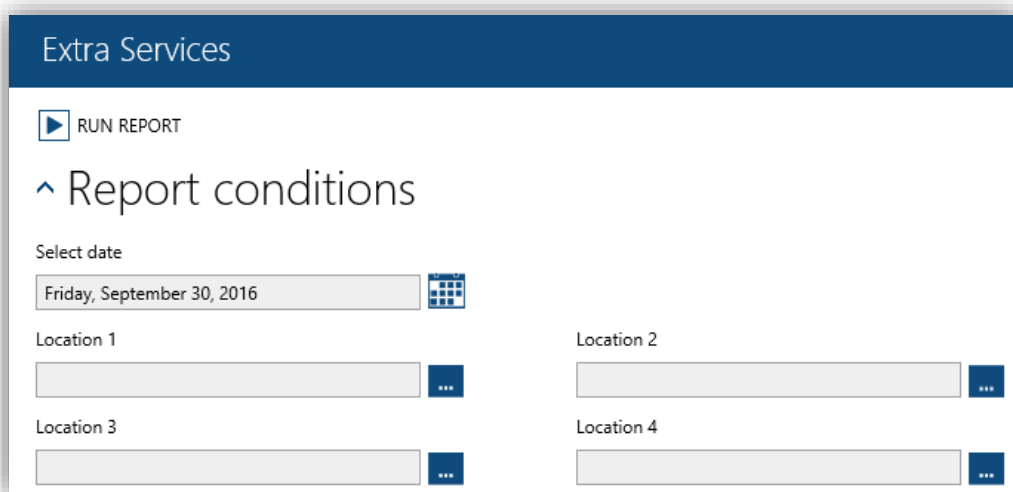 Extra Services
RUN REPORT
Report conditions
Select date
Friday, September 30, 2016
Location 1
Location 2
...
...
Location 3
Location 4
...
...